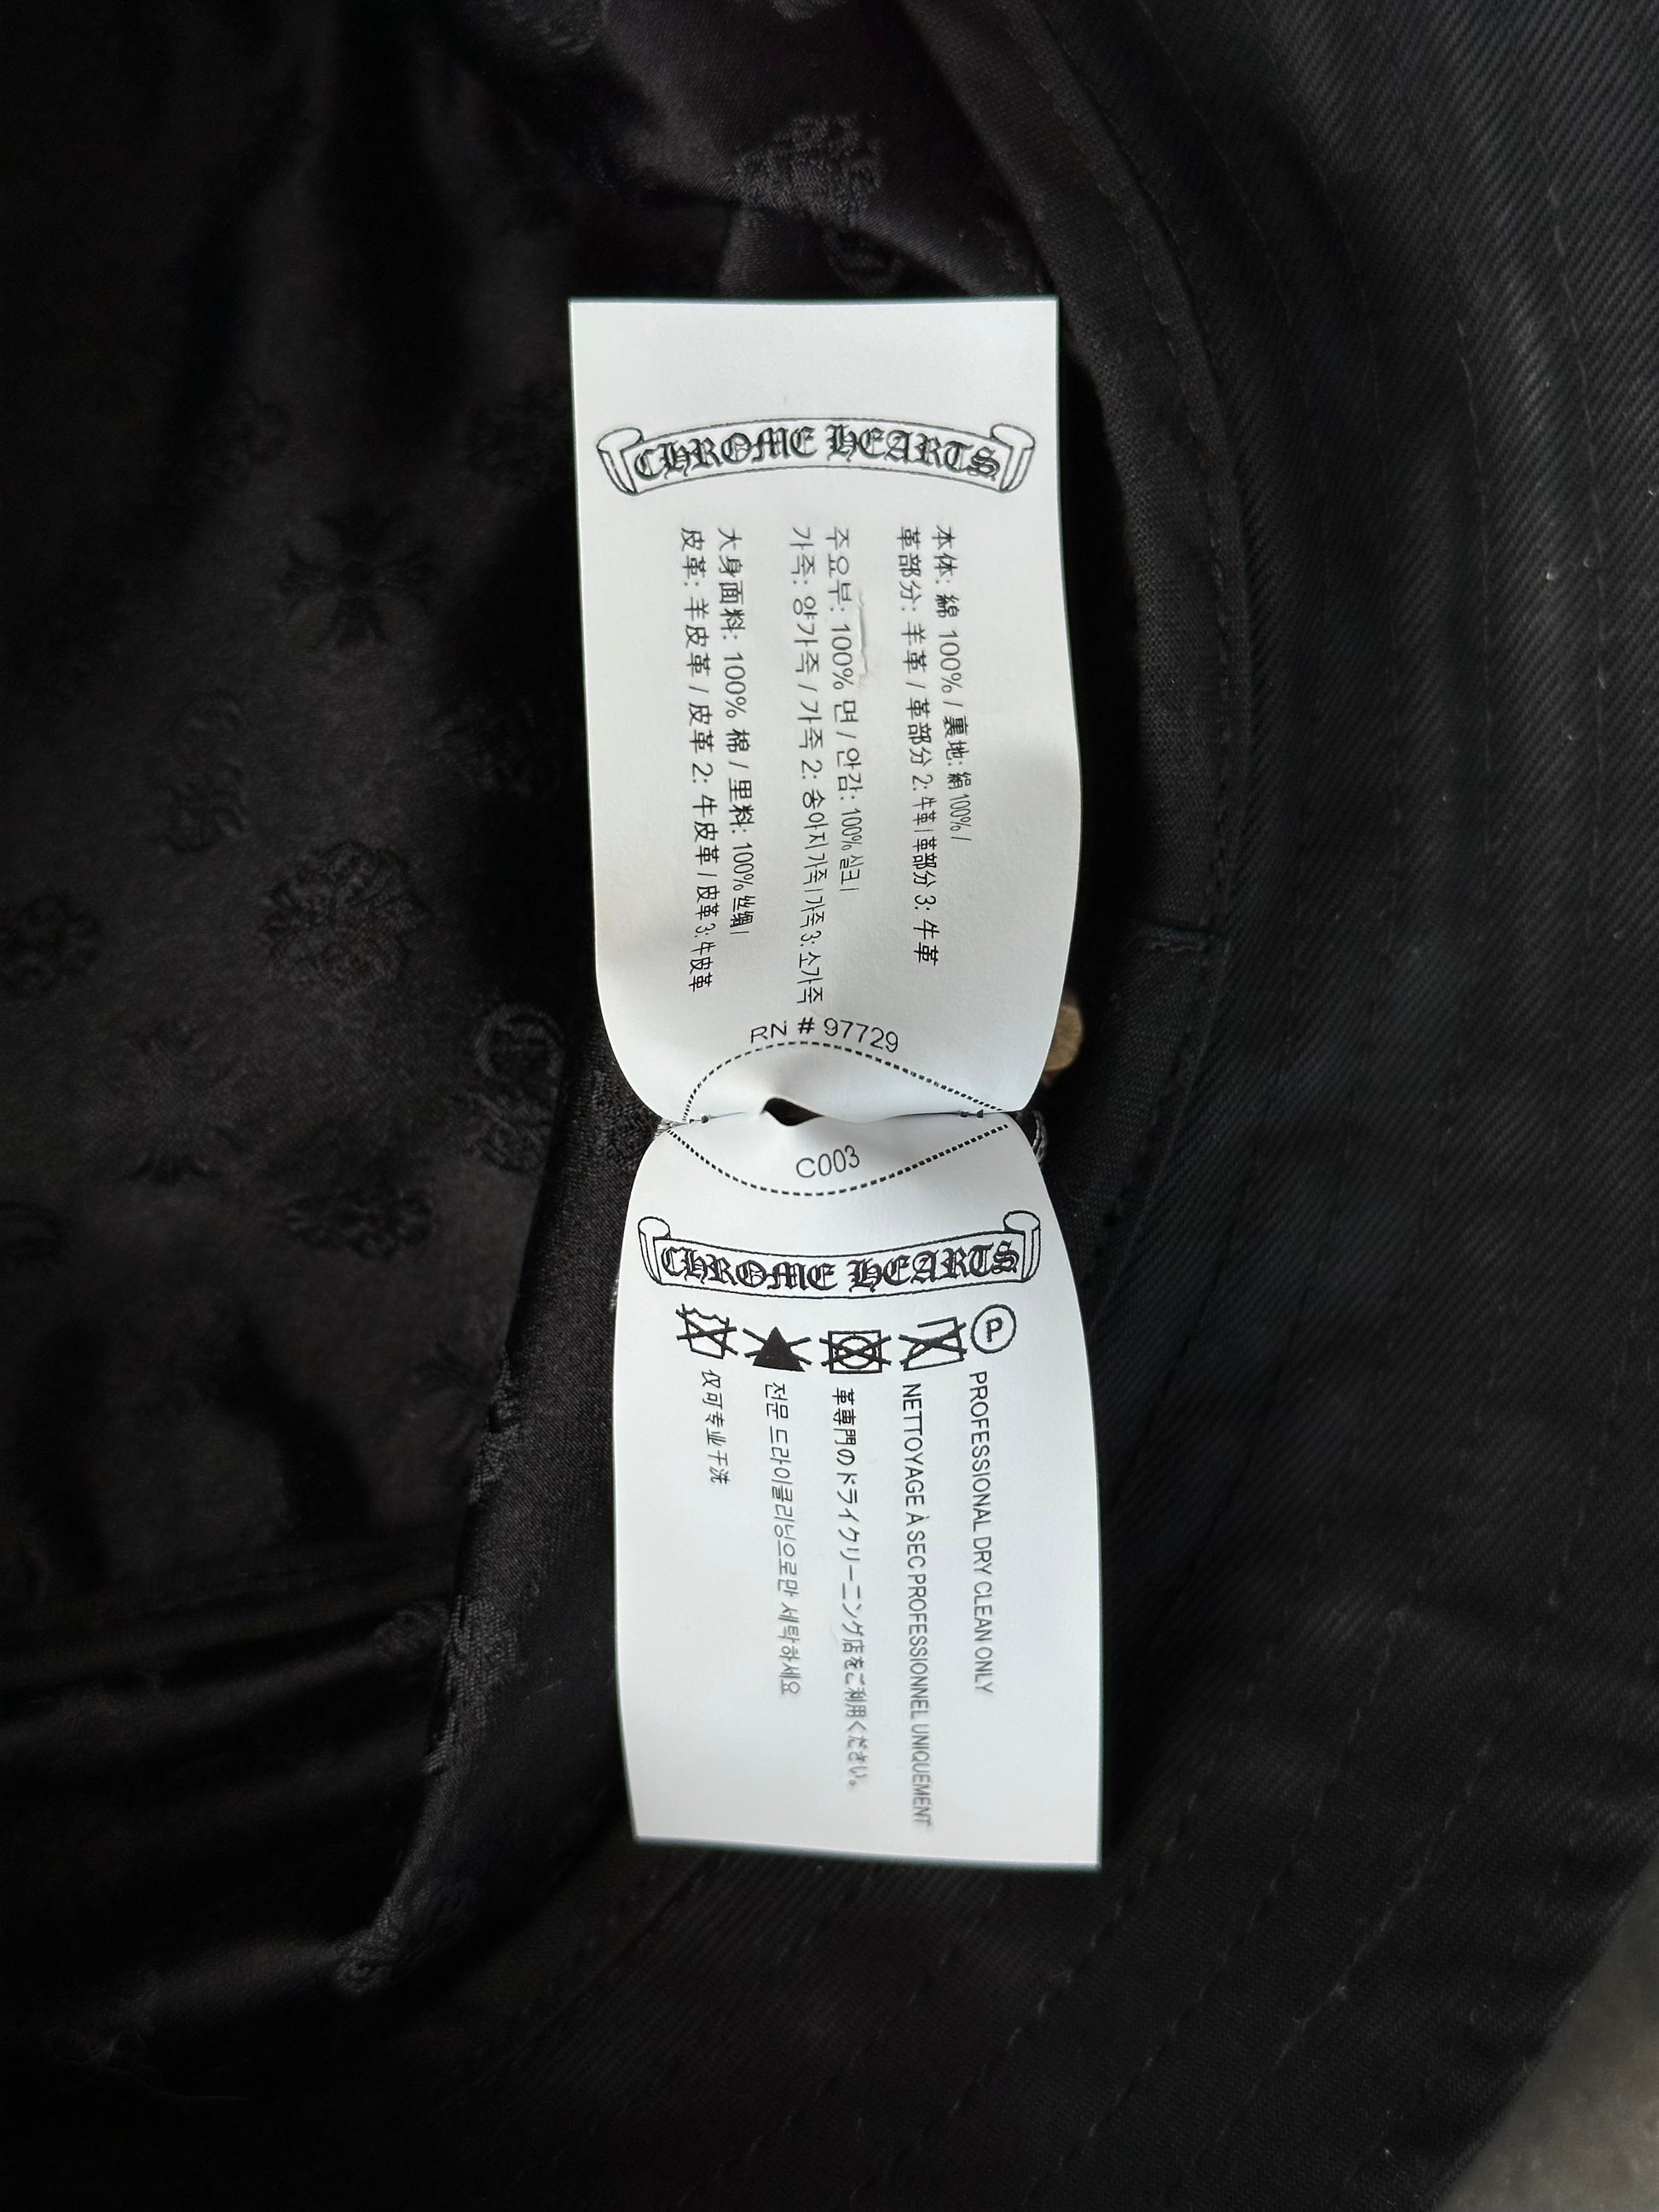 CHROME HEARTS
本体: 綿 100% / 裏地: 絹 100% /
革部分: 羊革 / 革部分 2: 牛革 / 革部分 3: 牛革
주요부: 100% 면 / 안감: 100% 실크 /
가죽: 양가죽 / 가죽 2: 송아지 가죽 / 가죽 3: 소가죽
大身面料: 100% 棉 / 里料: 100% 丝绸 /
皮革: 羊皮革 / 皮革 2: 牛皮革 / 皮革 3: 牛皮革
RN # 97729
C003
CHROME HEARTS
P
PROFESSIONAL DRY CLEAN ONLY
NETTOYAGE À SEC PROFESSIONNEL UNIQUEMENT
革専門のドライクリーニング店をご利用ください。
전문 드라이클리닝으로만 세탁하세요
仅可专业干洗